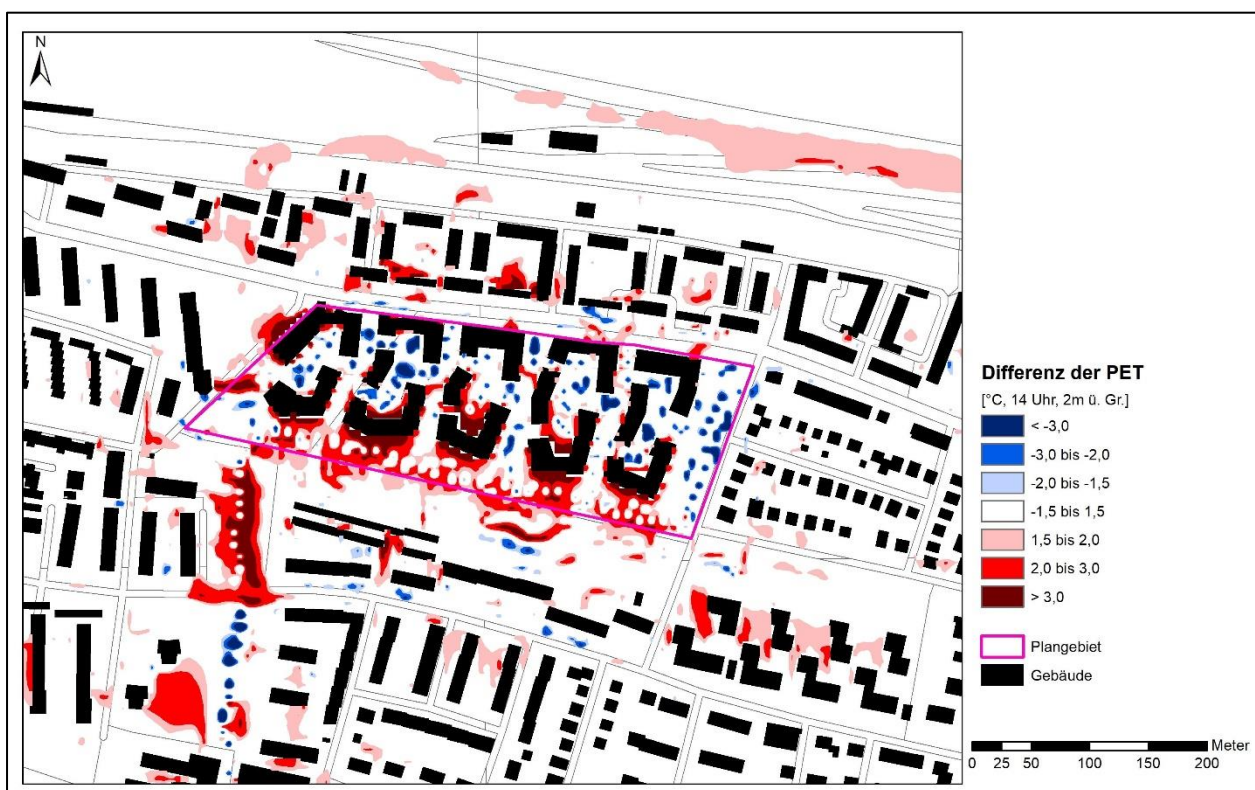 N
Differenz der PET
[°C, 14 Uhr, 2m ü. Gr.]
< -3,0
-3,0 bis -2,0
-2,0 bis -1,5
-1,5 bis 1,5
1,5 bis 2,0
2,0 bis 3,0
> 3,0
Plangebiet
Gebäude
Meter
0 25 50 100 150 200